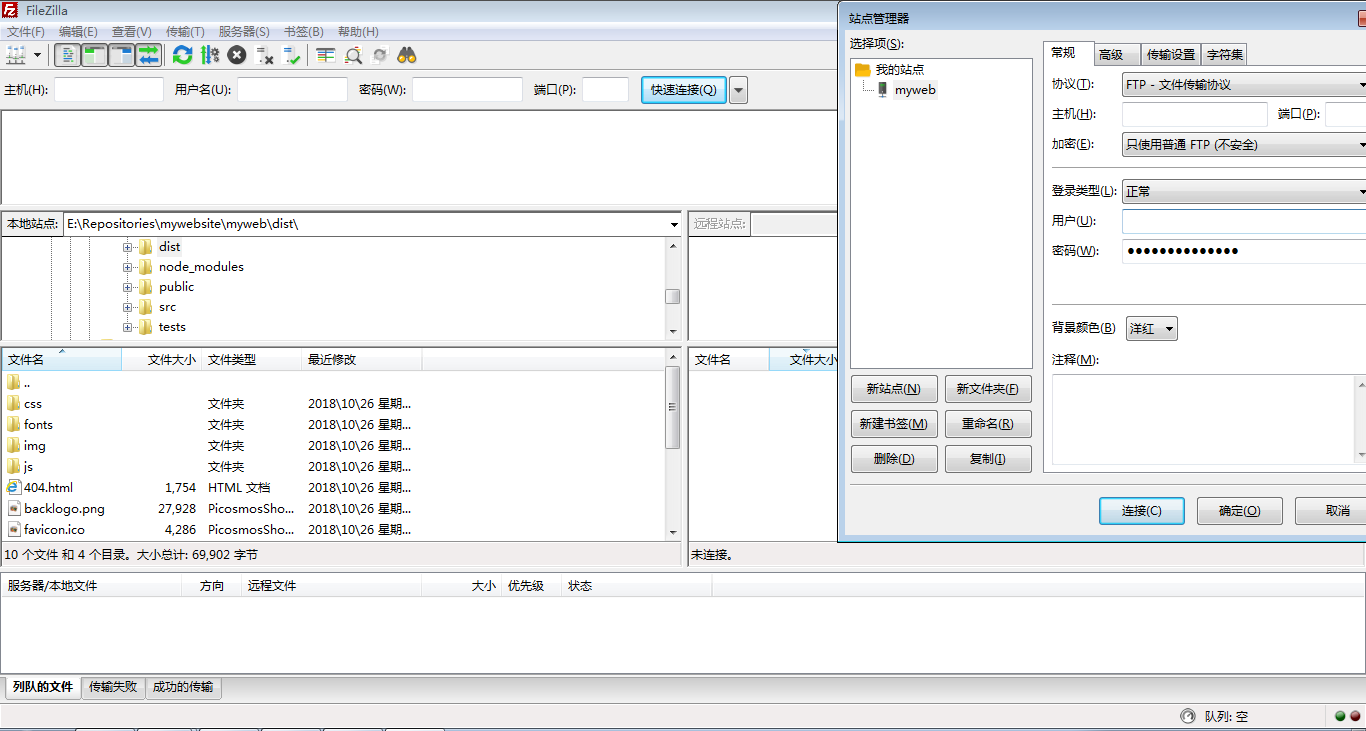 FileZilla
文件(F) 编辑(E) 查看(V) 传输(T) 服务器(S) 书签(B) 帮助(H)
主机(H): 用户名(U): 密码(W): 端口(P): 快速连接(Q)
本地站点: E:\Repositories\mywebsite\myweb\dist\
dist
node_modules
public
src
tests
文件名 文件大小 文件类型 最近修改
..
css 文件夹 2018\10\26 星期...
fonts 文件夹 2018\10\26 星期...
img 文件夹 2018\10\26 星期...
js 文件夹 2018\10\26 星期...
404.html 1,754 HTML 文档 2018\10\26 星期...
backlogo.png 27,928 PicosmosSho... 2018\10\26 星期...
favicon.ico 4,286 PicosmosSho... 2018\10\26 星期...
10 个文件 和 4 个目录。大小总计: 69,902 字节
远程站点:
文件名 文件大小
未连接。
站点管理器
选择项(S):
我的站点
myweb
新站点(N) 新文件夹(F)
新建书签(M) 重命名(R)
删除(D) 复制(I)
常规 高级 传输设置 字符集
协议(T): FTP - 文件传输协议
主机(H): 端口(P):
加密(E): 只使用普通 FTP (不安全)
登录类型(L): 正常
用户(U):
密码(W): ●●●●●●●●●●●●●●
背景颜色(B) 洋红
注释(M):
连接(C) 确定(O) 取消
服务器/本地文件 方向 远程文件 大小 优先级 状态
列队的文件 传输失败 成功的传输
队列: 空